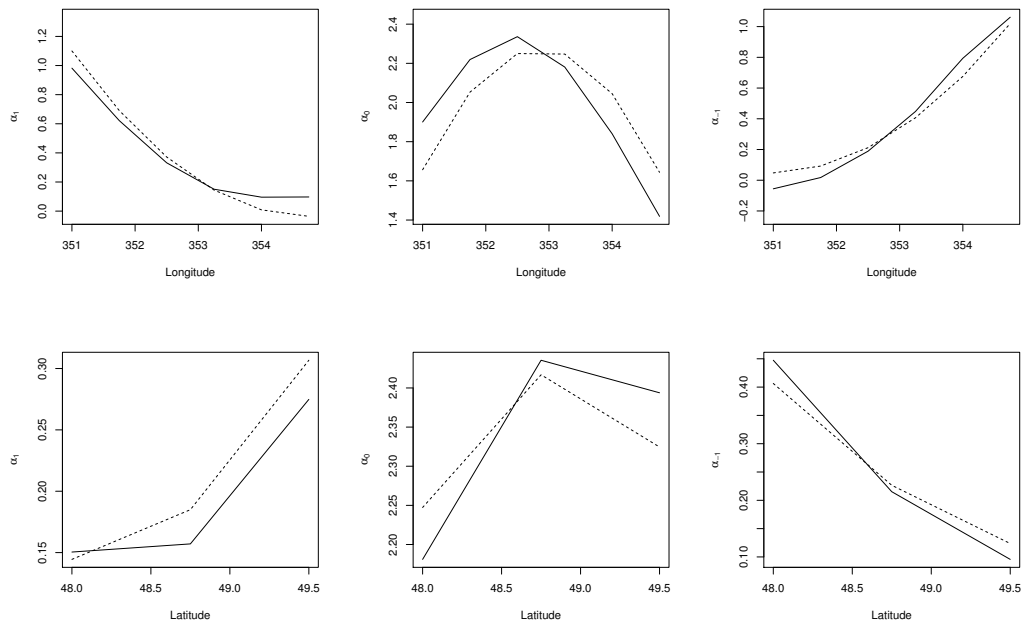 α1
0.0 0.2 0.4 0.6 0.8 1.0 1.2
351 352 353 354
Longitude
α0
1.4 1.6 1.8 2.0 2.2 2.4
351 352 353 354
Longitude
α−1
−0.2 0.0 0.2 0.4 0.6 0.8 1.0
351 352 353 354
Longitude
α1
0.15 0.20 0.25 0.30
48.0 48.5 49.0 49.5
Latitude
α0
2.20 2.25 2.30 2.35 2.40
48.0 48.5 49.0 49.5
Latitude
α−1
0.10 0.20 0.30 0.40
48.0 48.5 49.0 49.5
Latitude